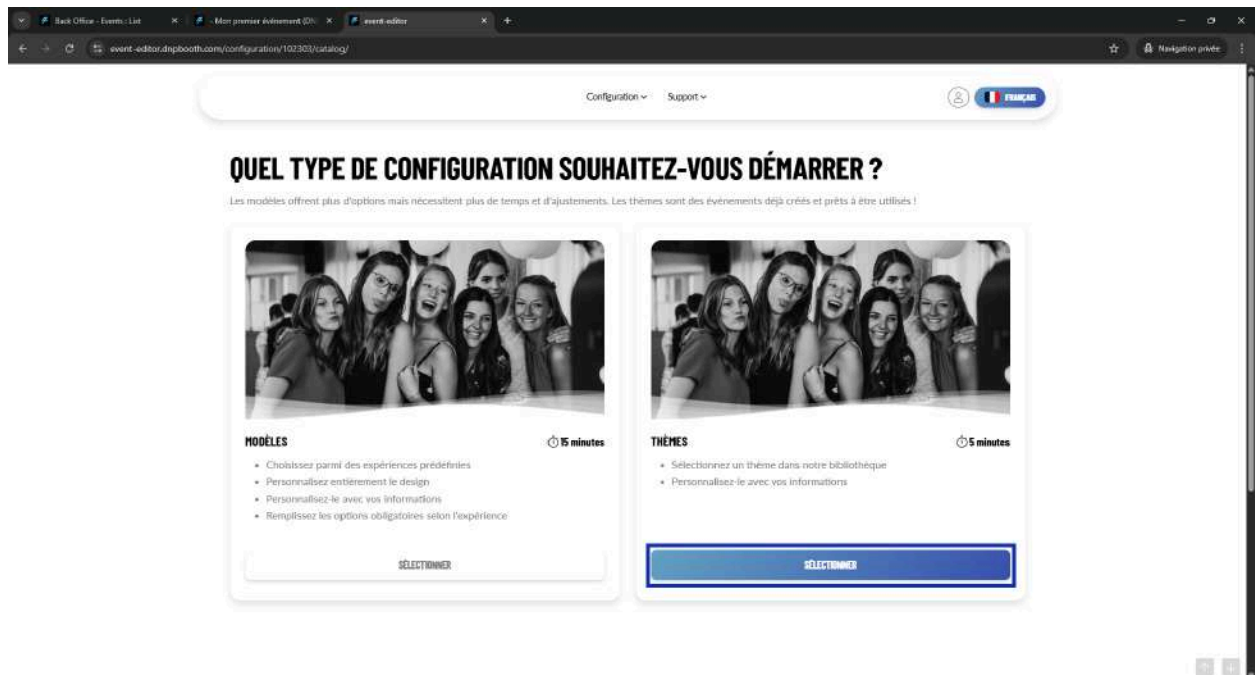 Back Office - Events : List
- Mon premier événement (DN
event-editor
event-editor.dnpbooth.com/configuration/102303/catalog/
Navigation privée
Configuration
Support
FRANÇAIS
QUEL TYPE DE CONFIGURATION SOUHAITEZ-VOUS DÉMARRER ?
Les modèles offrent plus d'options mais nécessitent plus de temps et d'ajustements. Les thèmes sont des événements déjà créés et prêts à être utilisés !
MODÈLES
15 minutes
• Choisissez parmi des expériences prédéfinies
• Personnalisez entièrement le design
• Personnalisez-le avec vos informations
• Remplissez les options obligatoires selon l'expérience
SÉLECTIONNER
THÈMES
5 minutes
• Sélectionnez un thème dans notre bibliothèque
• Personnalisez-le avec vos informations
SÉLECTIONNER